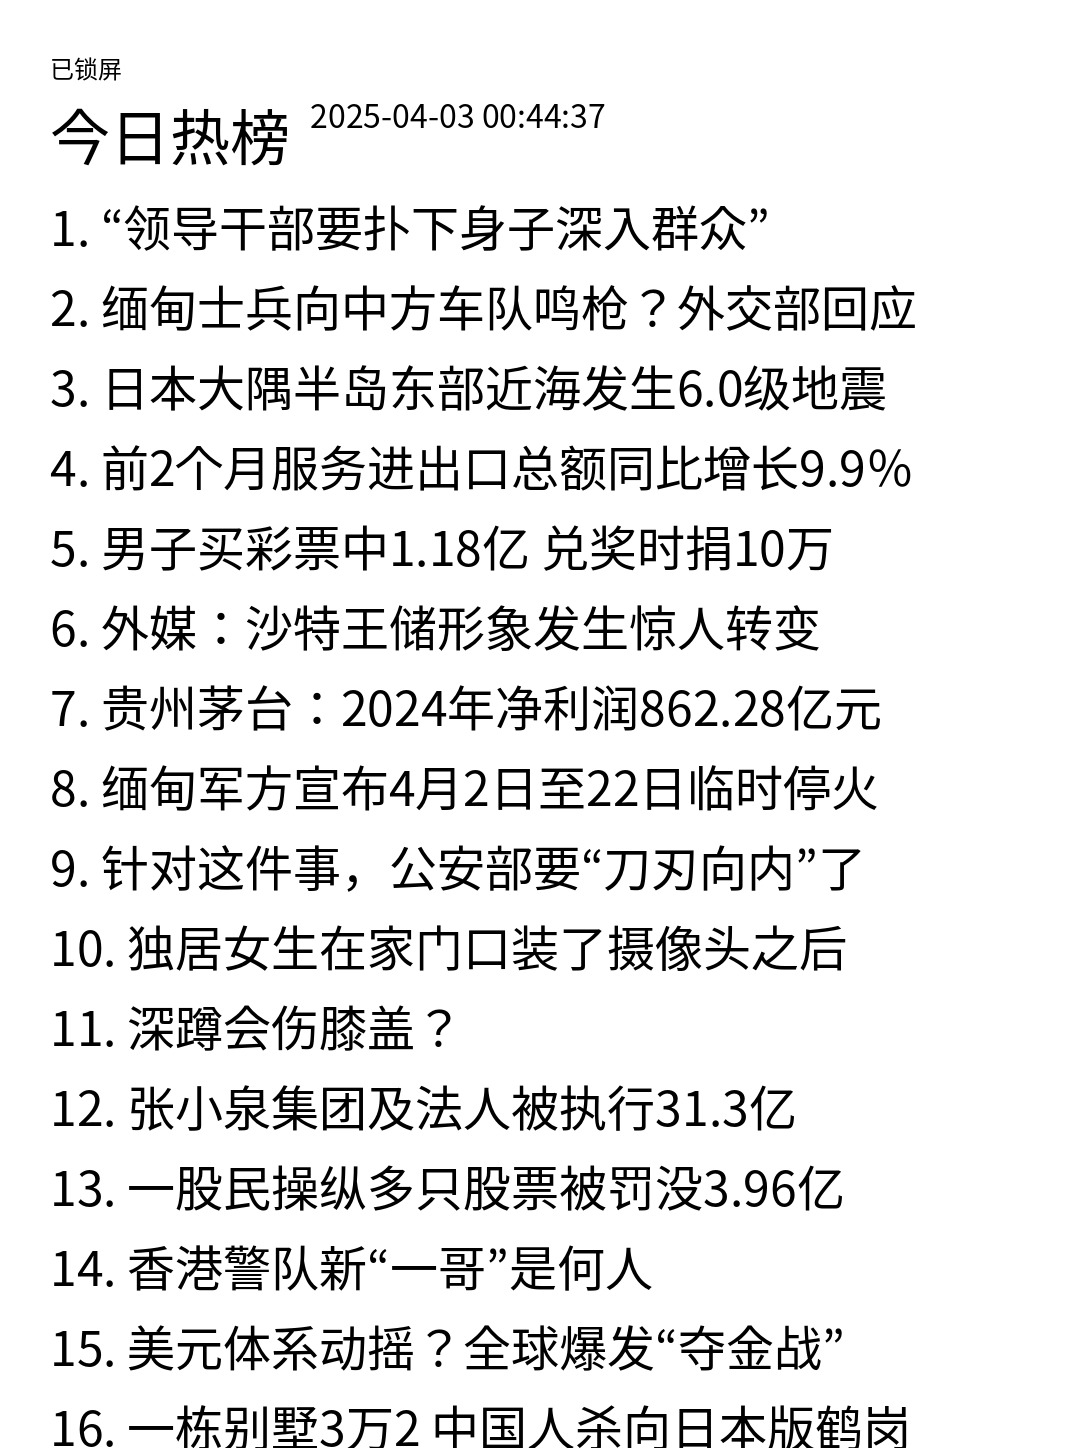 已锁屏
今日热榜 2025-04-03 00:44:37
1. “领导干部要扑下身子深入群众”
2. 缅甸士兵向中方车队鸣枪？外交部回应
3. 日本大隅半岛东部近海发生6.0级地震
4. 前2个月服务进出口总额同比增长9.9%
5. 男子买彩票中1.18亿 兑奖时捐10万
6. 外媒：沙特王储形象发生惊人转变
7. 贵州茅台：2024年净利润862.28亿元
8. 缅甸军方宣布4月2日至22日临时停火
9. 针对这件事，公安部要“刀刃向内”了
10. 独居女生在家门口装了摄像头之后
11. 深蹲会伤膝盖？
12. 张小泉集团及法人被执行31.3亿
13. 一股民操纵多只股票被罚没3.96亿
14. 香港警队新“一哥”是何人
15. 美元体系动摇？全球爆发“夺金战”
16. 一栋别墅3万2 中国人杀向日本版鹤岗